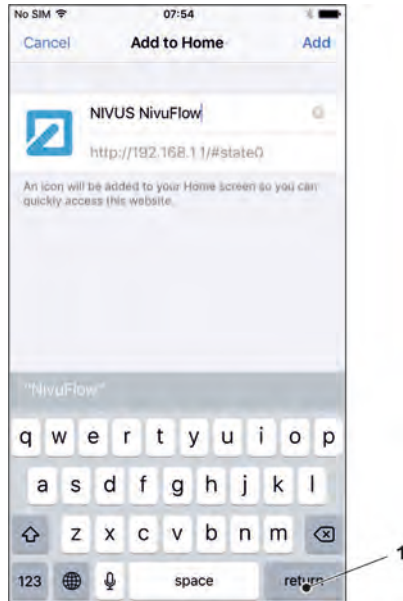 No SIM 07:54
Cancel Add to Home Add
NIVUS NivuFlow
http://192.168.1.1/#state0
An icon will be added to your Home screen so you can
quickly access this website.
"NivuFlow"
q w e r t y u i o p
a s d f g h j k l
z x c v b n m
123 space return
1